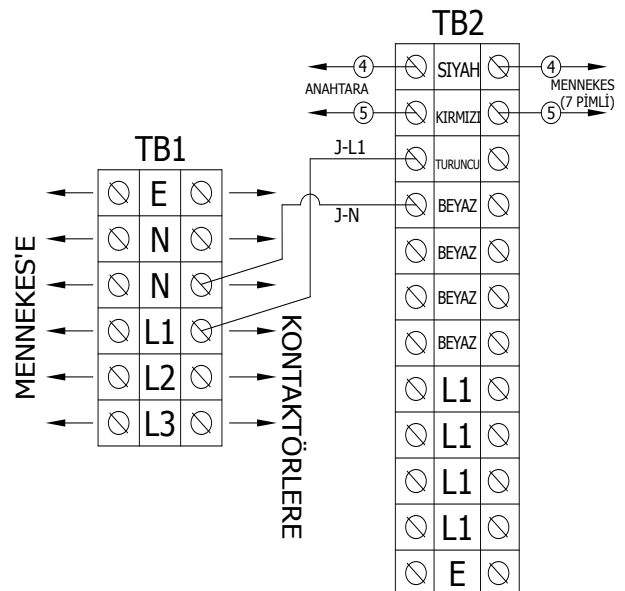 TB2
4
SIYAH
4
ANAHTARA
MENNEKES
(7 PİMLİ)
5
KIRMIZI
5
TB1
J-L1
TURUNCU
E
J-N
BEYAZ
N
BEYAZ
N
BEYAZ
L1
BEYAZ
L2
L1
L3
L1
L1
L1
E
MENNEKES'E
KONTAKTÖRLERE